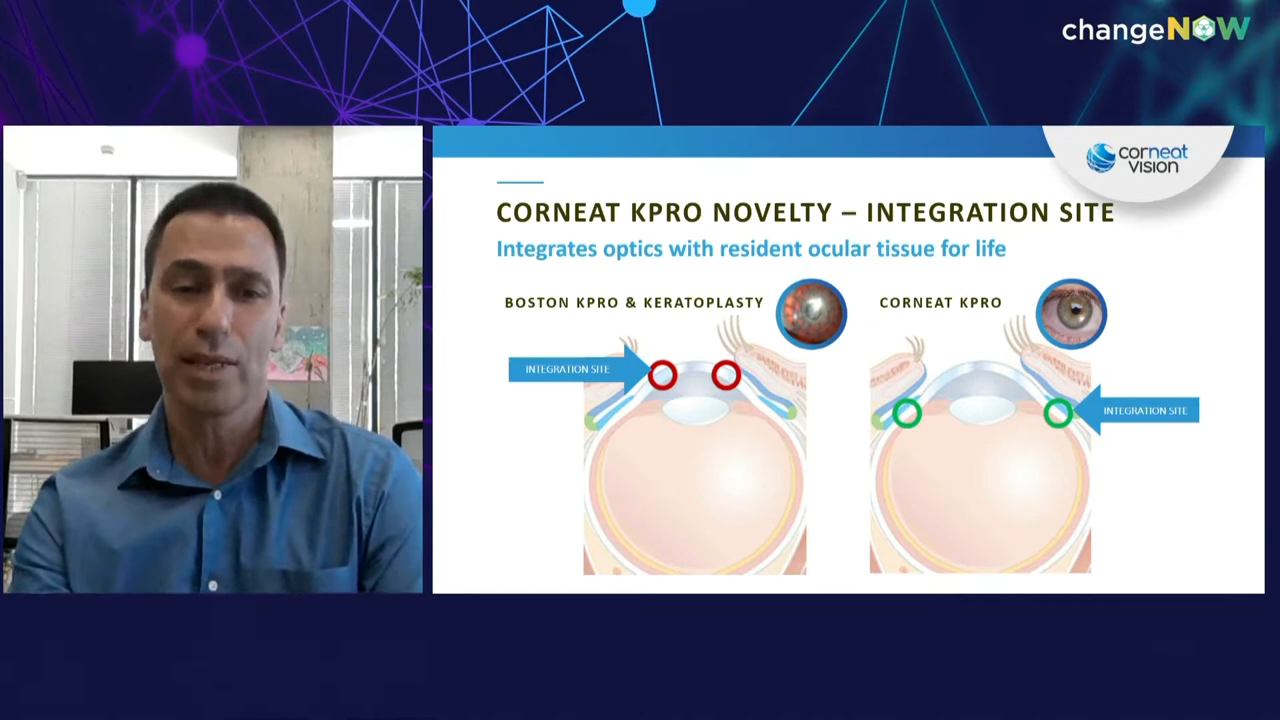 changeNOW
corneat
VISION
CORNEAT KPRO NOVELTY – INTEGRATION SITE
Integrates optics with resident ocular tissue for life
BOSTON KPRO & KERATOPLASTY
CORNEAT KPRO
INTEGRATION SITE
INTEGRATION SITE